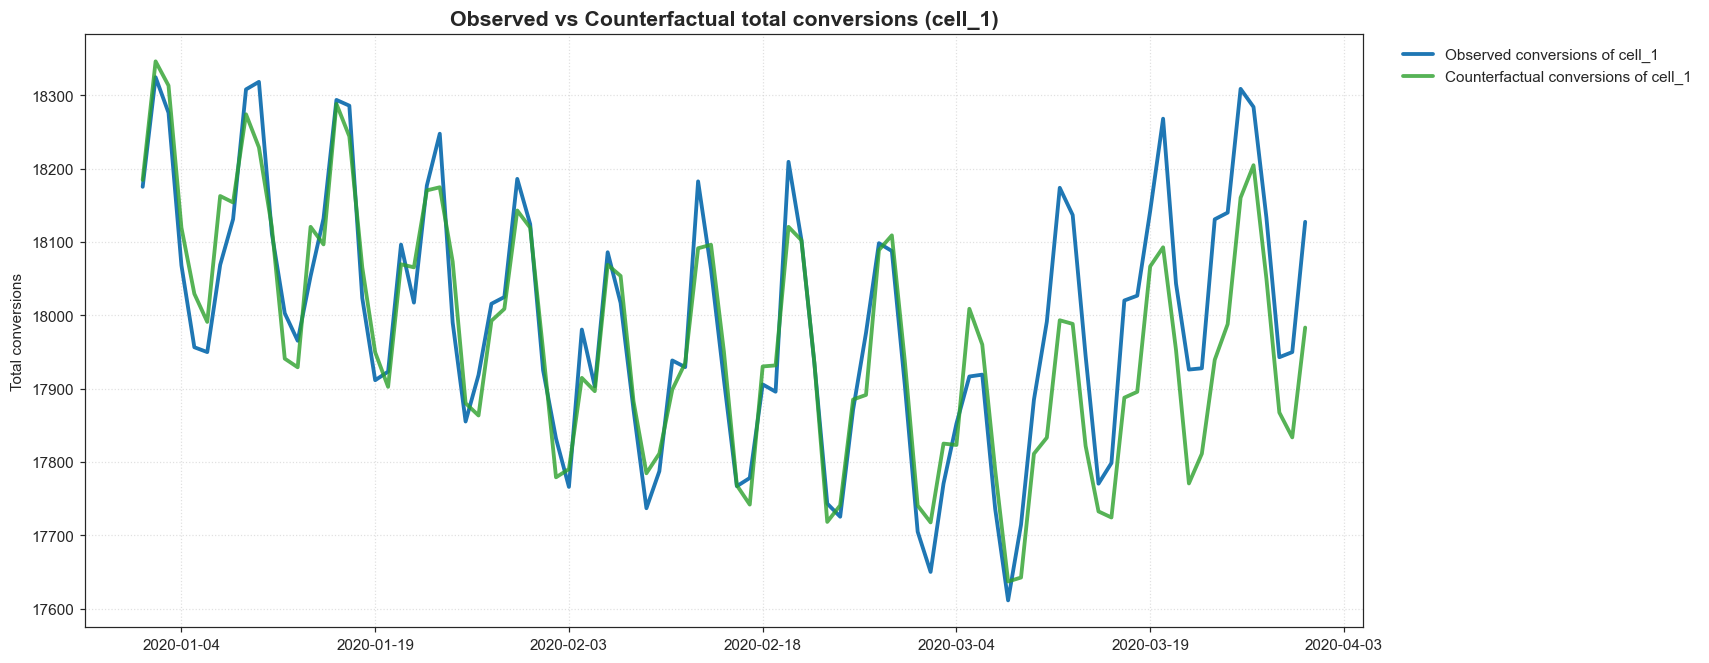 Observed vs Counterfactual total conversions (cell_1)
Observed conversions of cell_1
Counterfactual conversions of cell_1
Total conversions
18300
18200
18100
18000
17900
17800
17700
17600
2020-01-04 2020-01-19 2020-02-03 2020-02-18 2020-03-04 2020-03-19 2020-04-03